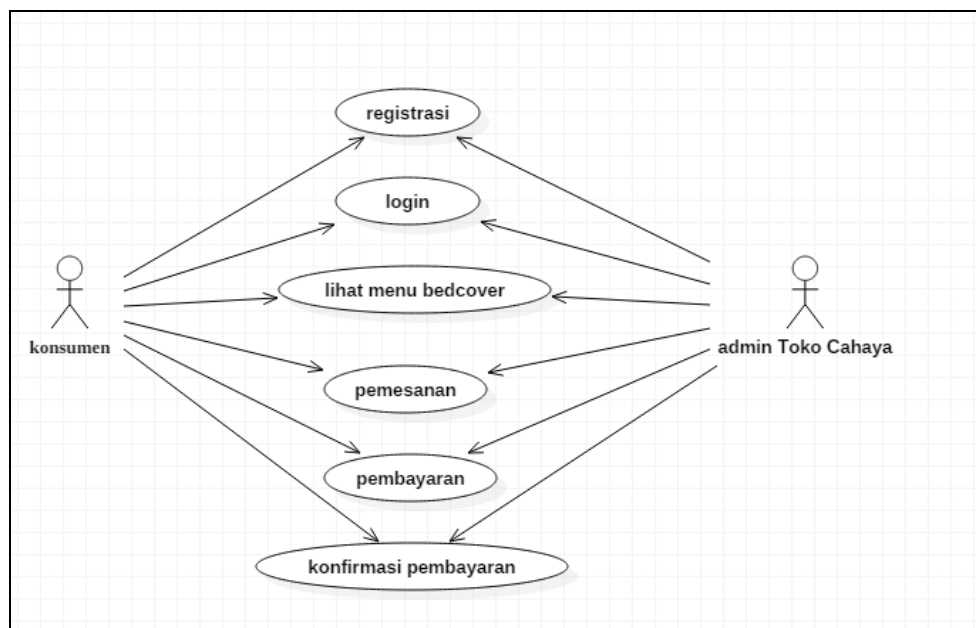 registrasi
login
lihat menu bedcover
konsumen
admin Toko Cahaya
pemesanan
pembayaran
konfirmasi pembayaran